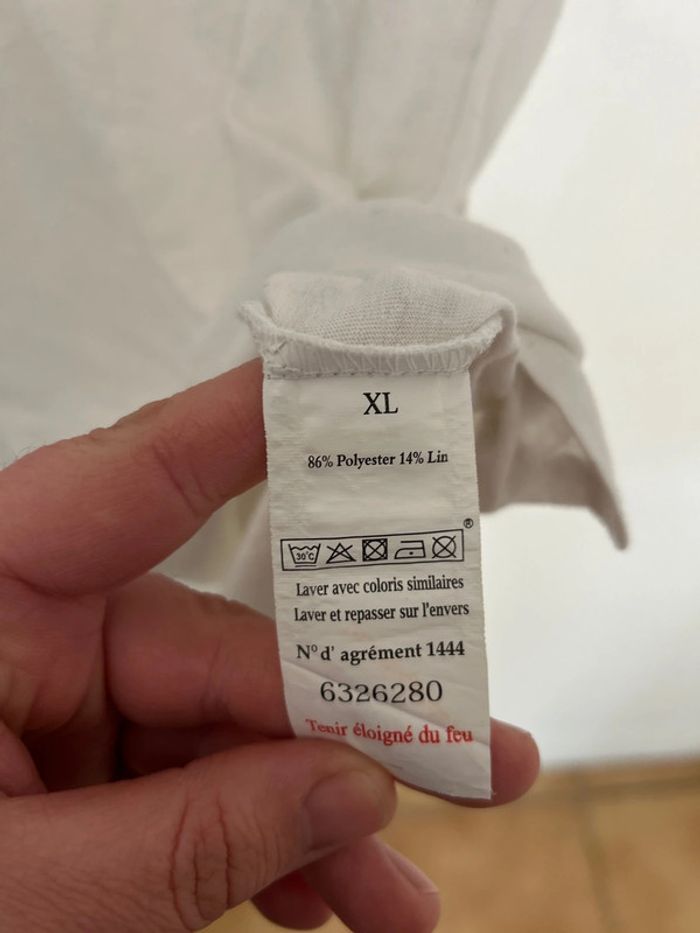 XL
86% Polyester 14% Lin
®
30°C
Laver avec coloris similaires
Laver et repasser sur l'envers
N° d' agrément 1444
6326280
Tenir éloigné du feu